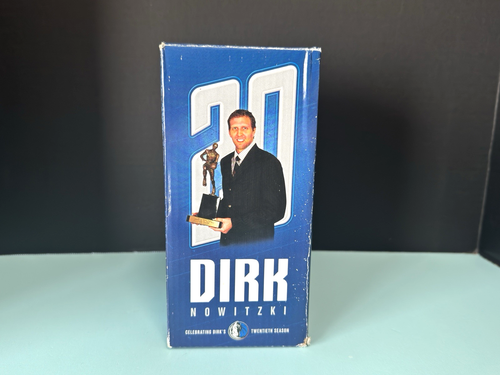 20
DIRK
NOWITZKI
CELEBRATING DIRK'S TWENTIETH SEASON